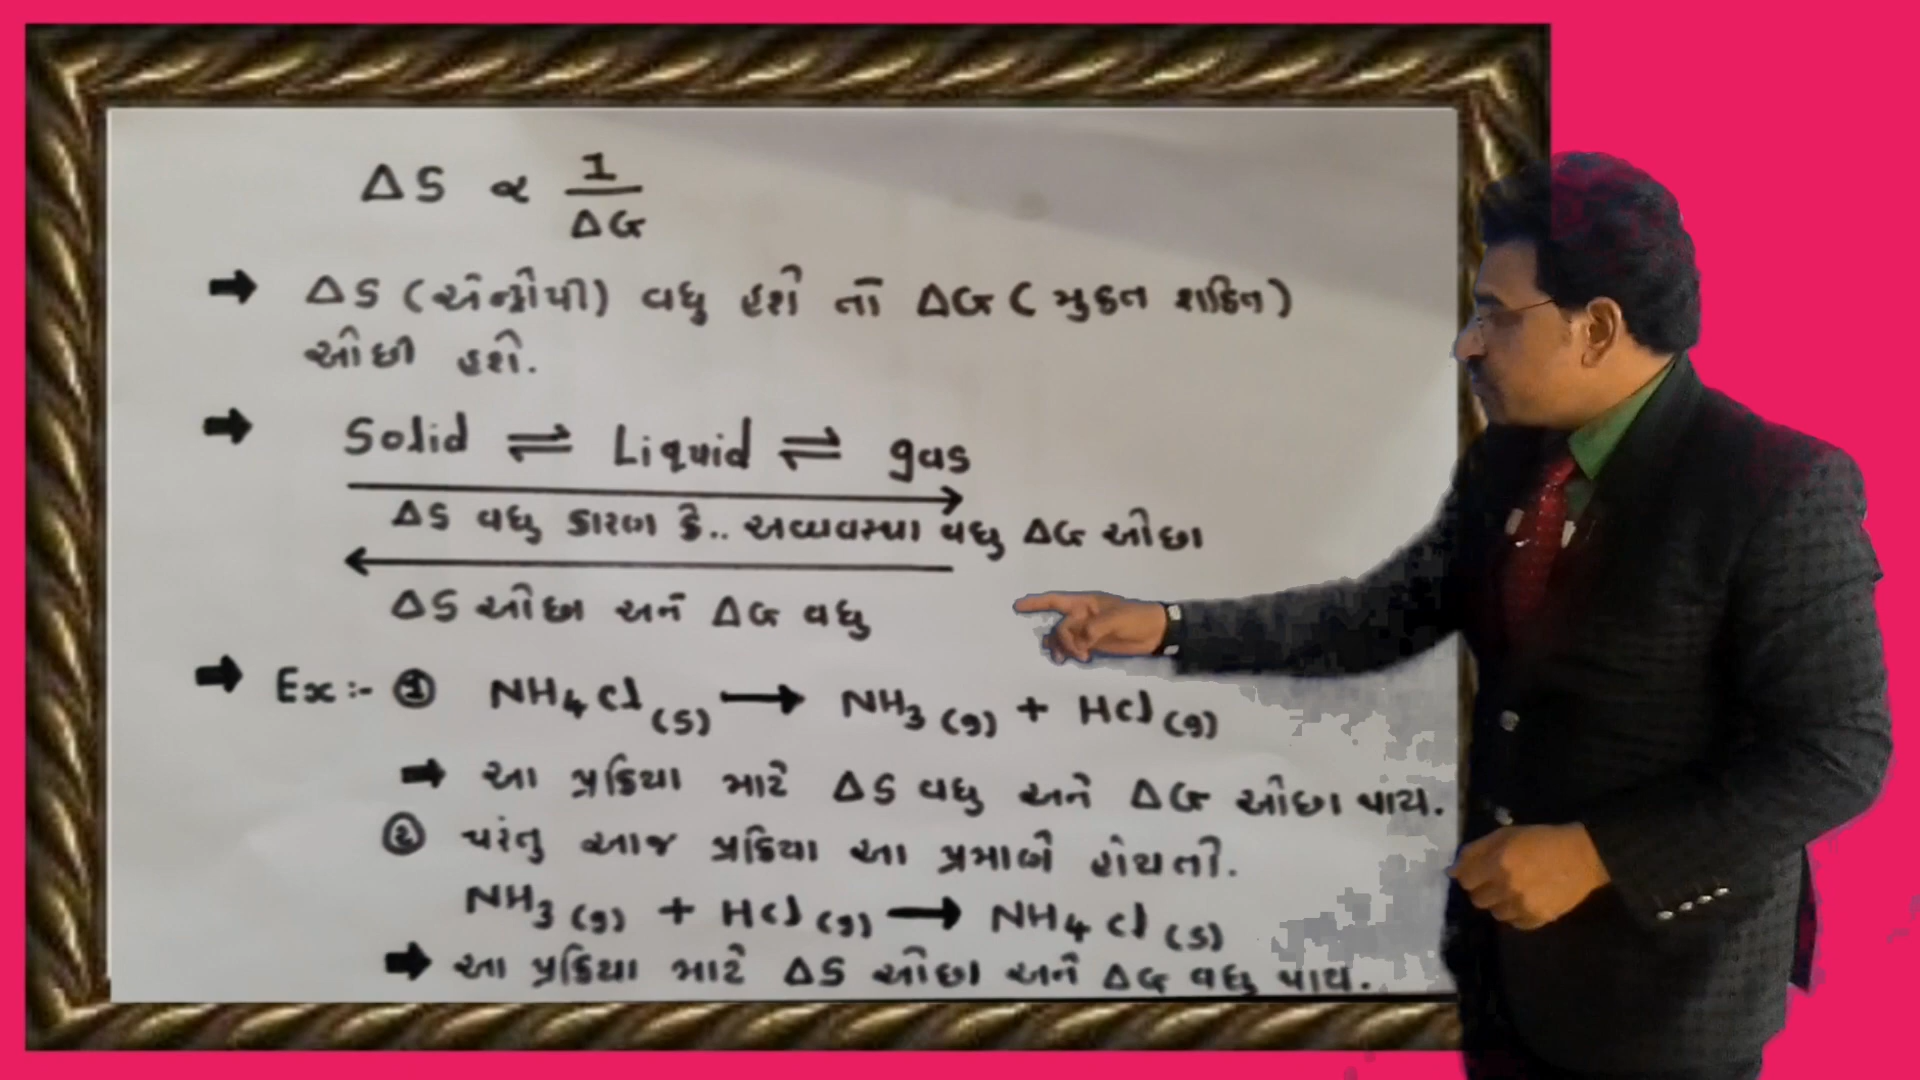 ΔS ∝ 1/ΔG
➡ ΔS (એન્ટ્રોપી) વધુ હશે તો ΔG (મુક્ત શક્તિ)
ઓછી હશે.
➡ Solid ⇌ Liquid ⇌ gas
ΔS વધુ કારણ કે.. અવ્યવસ્થા વધુ ΔG ઓછા
ΔS ઓછા અને ΔG વધુ
➡ Ex :- ① NH₄Cl (s) ⟶ NH₃ (g) + HCl (g)
➡ આ પ્રક્રિયા માટે ΔS વધુ અને ΔG ઓછા થાય.
② પરંતુ આજ પ્રક્રિયા આ પ્રમાણે હોયતો.
NH₃ (g) + HCl (g) ⟶ NH₄Cl (s)
➡ આ પ્રક્રિયા માટે ΔS ઓછા અને ΔG વધુ થાય.